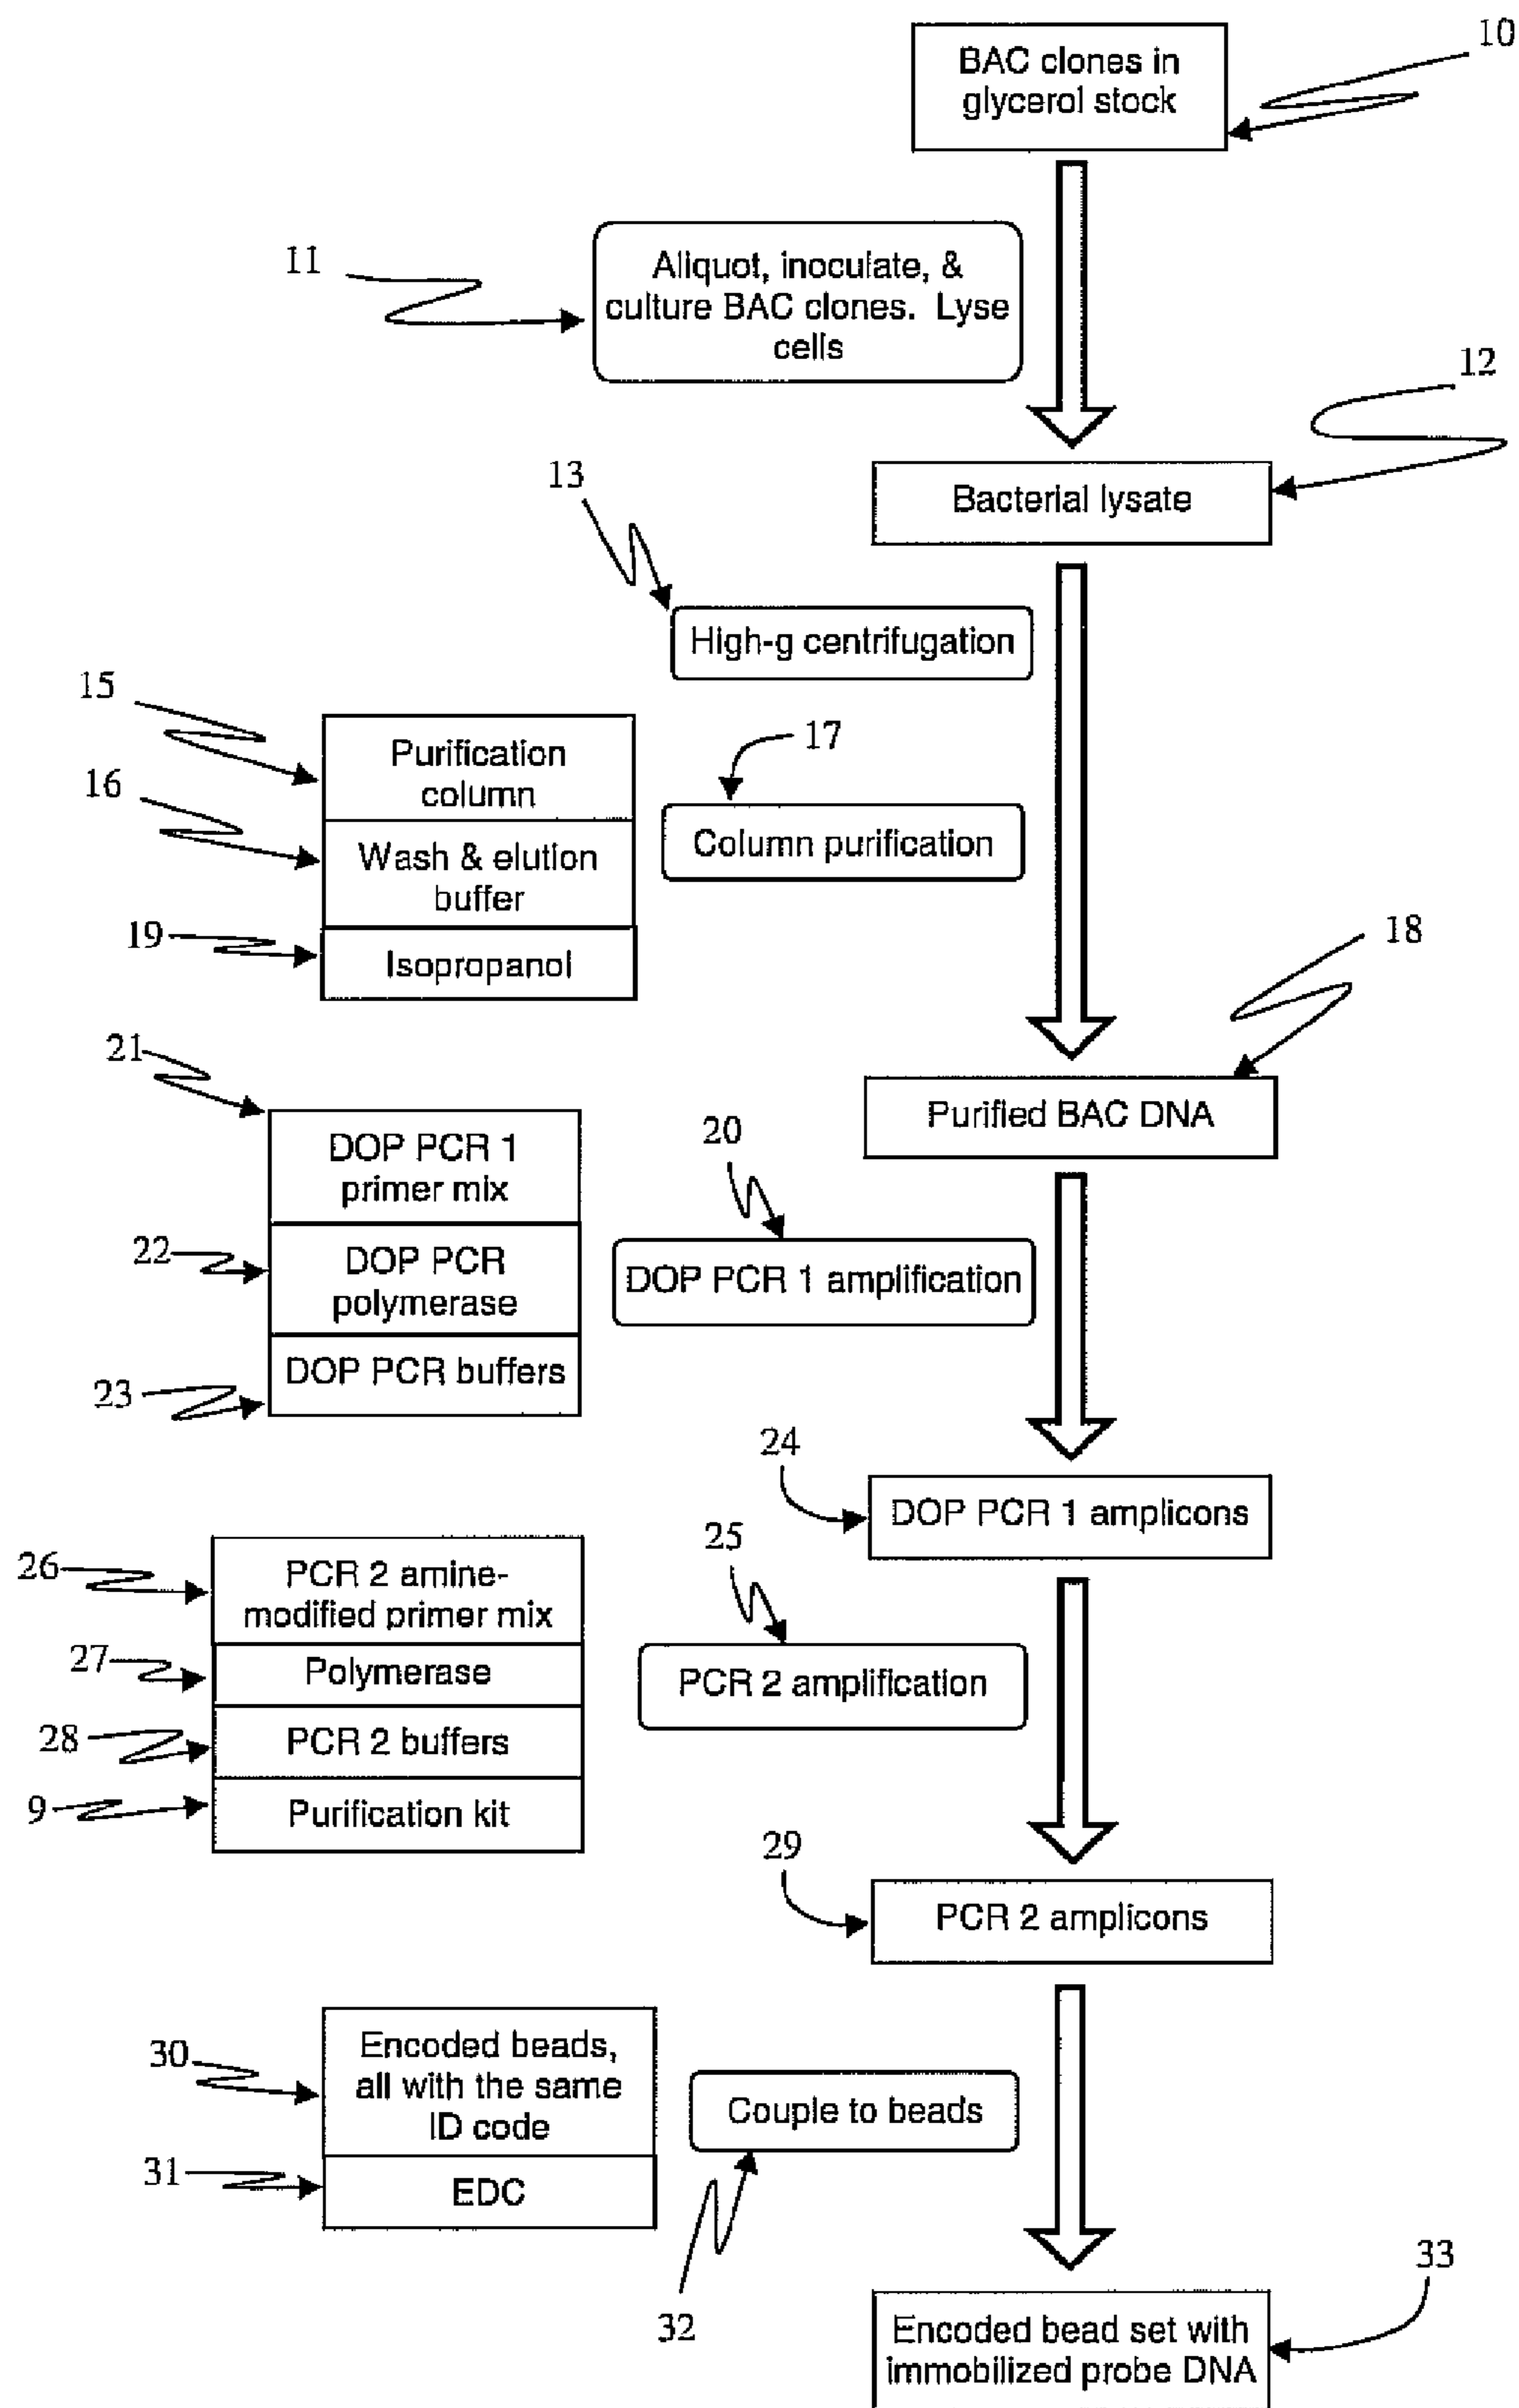 10
BAC clones in
glycerol stock
11
Aliquot, inoculate, &
culture BAC clones. Lyse
cells
12
Bacterial lysate
13
High-g centrifugation
15
Purification
column
16
Wash & elution
buffer
17
Column purification
19
Isopropanol
18
Purified BAC DNA
21
DOP PCR 1
primer mix
20
22
DOP PCR
polymerase
DOP PCR 1 amplification
23
DOP PCR buffers
24
DOP PCR 1 amplicons
25
26
PCR 2 amine-
modified primer mix
27
Polymerase
PCR 2 amplification
28
PCR 2 buffers
9
Purification kit
29
PCR 2 amplicons
30
Encoded beads,
all with the same
ID code
Couple to beads
31
EDC
32
33
Encoded bead set with
immobilized probe DNA